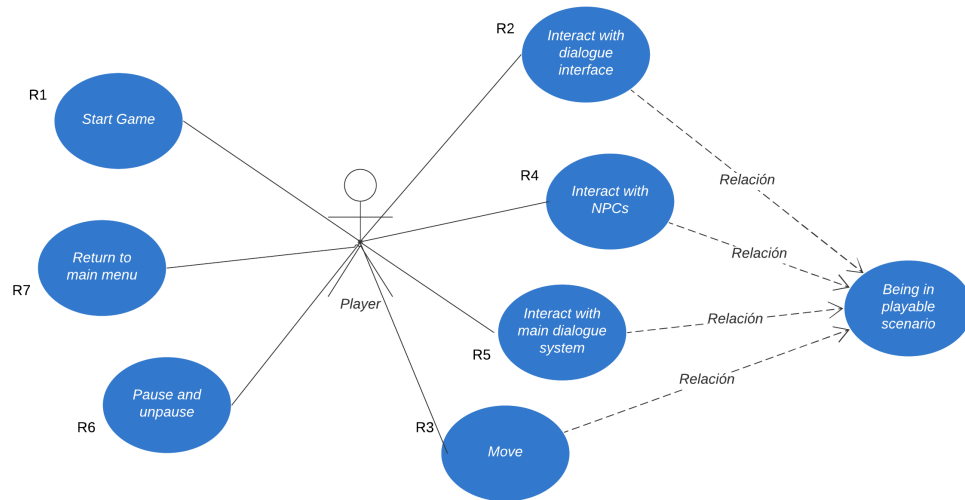 R2
Interact with
dialogue
interface
R1
Start Game
Relación
R4
Interact with
NPCs
Return to
main menu
R7
Relación
Being in
playable
scenario
Player
Interact with
main dialogue
system
Relación
R5
Relación
Pause and
unpause
R6
R3
Move